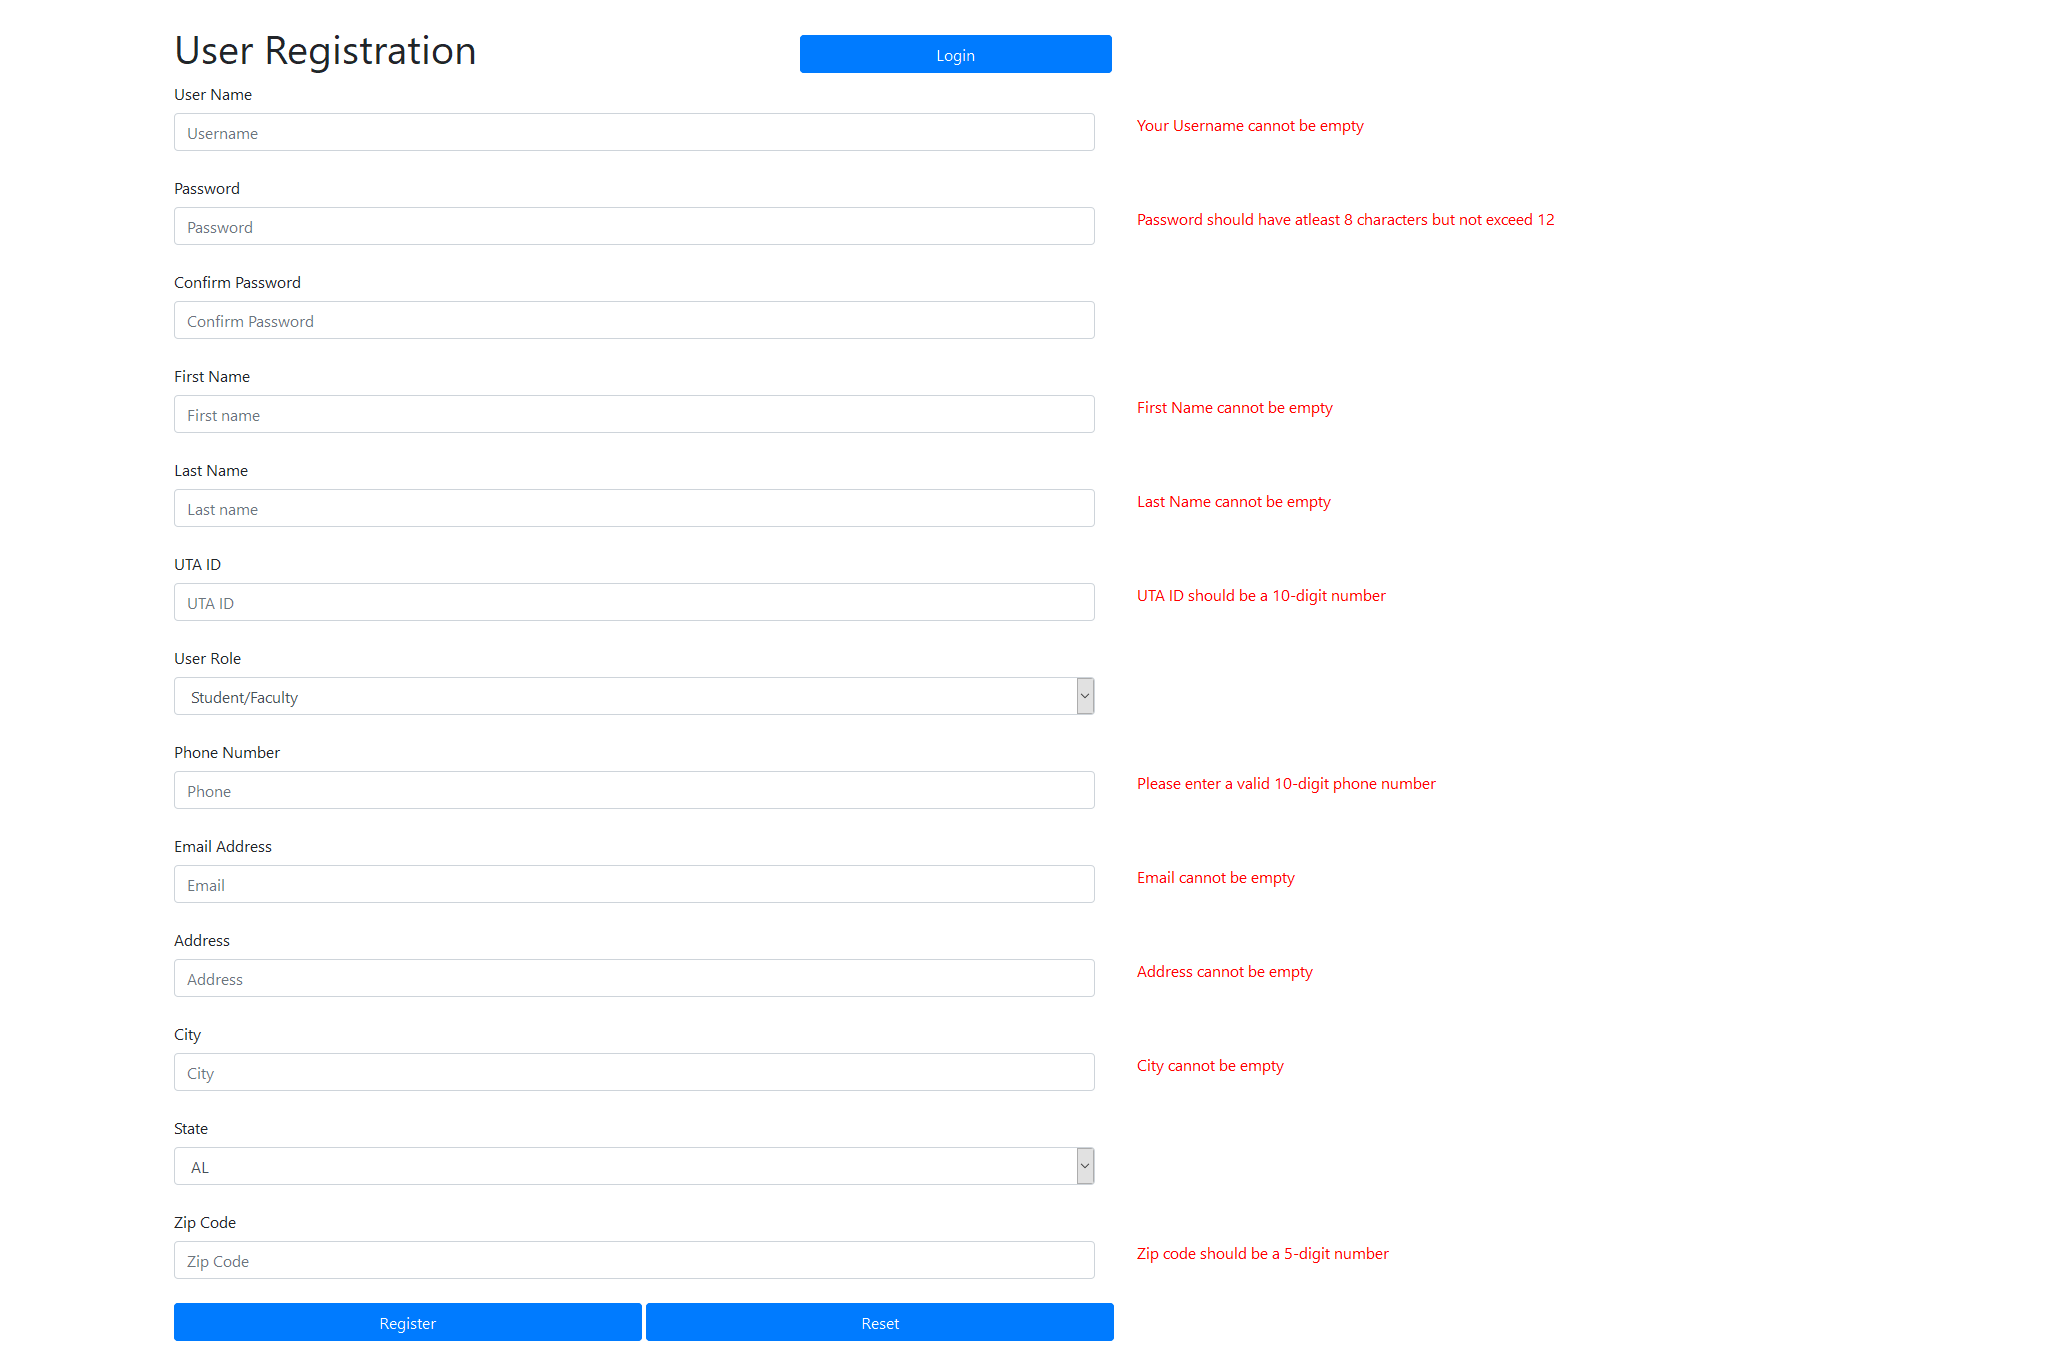 User Registration
Login
User Name
Username
Your Username cannot be empty
Password
Password
Password should have atleast 8 characters but not exceed 12
Confirm Password
Confirm Password
First Name
First name
First Name cannot be empty
Last Name
Last name
Last Name cannot be empty
UTA ID
UTA ID
UTA ID should be a 10-digit number
User Role
Student/Faculty
Phone Number
Phone
Please enter a valid 10-digit phone number
Email Address
Email
Email cannot be empty
Address
Address
Address cannot be empty
City
City
City cannot be empty
State
AL
Zip Code
Zip Code
Zip code should be a 5-digit number
Register
Reset